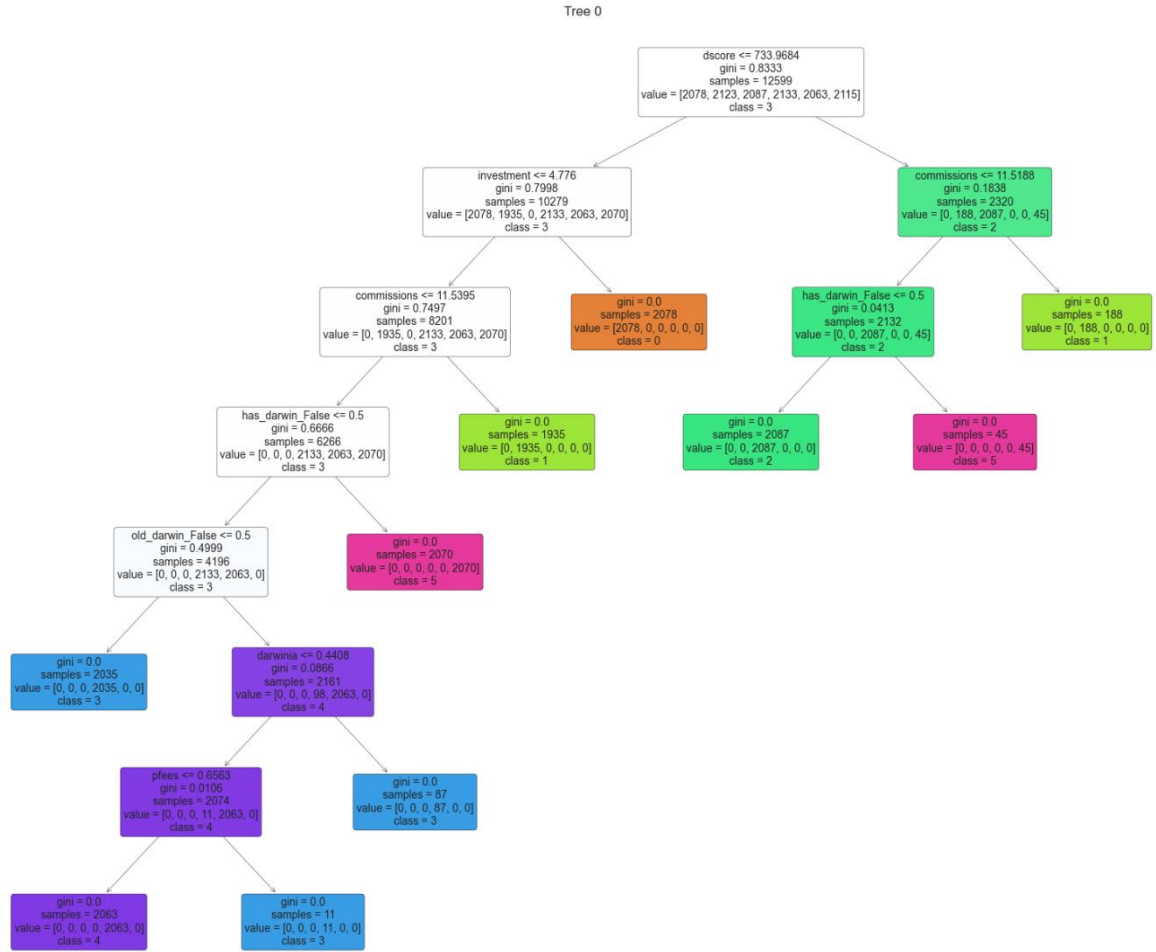 Tree 0
dscore <= 733.9684
gini = 0.8333
samples = 12599
value = [2078, 2123, 2087, 2133, 2063, 2115]
class = 3
investment <= 4.776
gini = 0.7998
samples = 10279
value = [2078, 1935, 0, 2133, 2063, 2070]
class = 3
commissions <= 11.5188
gini = 0.1838
samples = 2320
value = [0, 188, 2087, 0, 0, 45]
class = 2
commissions <= 11.5395
gini = 0.7497
samples = 8201
value = [0, 1935, 0, 2133, 2063, 2070]
class = 3
gini = 0.0
samples = 2078
value = [2078, 0, 0, 0, 0, 0]
class = 0
has_darwin_False <= 0.5
gini = 0.0413
samples = 2132
value = [0, 0, 2087, 0, 0, 45]
class = 2
gini = 0.0
samples = 188
value = [0, 188, 0, 0, 0, 0]
class = 1
has_darwin_False <= 0.5
gini = 0.6666
samples = 6266
value = [0, 0, 0, 2133, 2063, 2070]
class = 3
gini = 0.0
samples = 1935
value = [0, 1935, 0, 0, 0, 0]
class = 1
gini = 0.0
samples = 2087
value = [0, 0, 2087, 0, 0, 0]
class = 2
gini = 0.0
samples = 45
value = [0, 0, 0, 0, 0, 45]
class = 5
old_darwin_False <= 0.5
gini = 0.4999
samples = 4196
value = [0, 0, 0, 2133, 2063, 0]
class = 3
gini = 0.0
samples = 2070
value = [0, 0, 0, 0, 0, 2070]
class = 5
gini = 0.0
samples = 2035
value = [0, 0, 0, 2035, 0, 0]
class = 3
darwinia <= 0.4408
gini = 0.0866
samples = 2161
value = [0, 0, 0, 98, 2063, 0]
class = 4
pfees <= 0.6563
gini = 0.0106
samples = 2074
value = [0, 0, 0, 11, 2063, 0]
class = 4
gini = 0.0
samples = 87
value = [0, 0, 0, 87, 0, 0]
class = 3
gini = 0.0
samples = 2063
value = [0, 0, 0, 0, 2063, 0]
class = 4
gini = 0.0
samples = 11
value = [0, 0, 0, 11, 0, 0]
class = 3